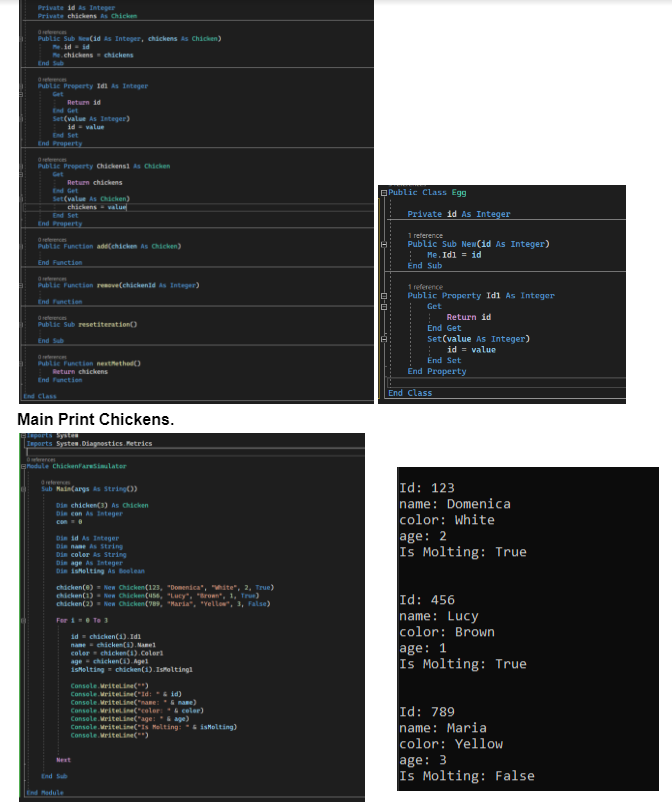 Private id As Integer
Private chickens As Chicken
0 references
Public Sub New(id As Integer, chickens As Chicken)
Me.id = id
Me.chickens = chickens
End Sub
0 references
Public Property Id1 As Integer
Get
Return id
End Get
Set(value As Integer)
id = value
End Set
End Property
0 references
Public Property Chickens1 As Chicken
Get
Return chickens
End Get
Set(value As Chicken)
chickens = value
End Set
End Property
0 references
Public Function add(chicken As Chicken)
End Function
0 references
Public Function remove(chickenId As Integer)
End Function
0 references
Public Sub resetiteration()
End Sub
0 references
Public Function nextMethod()
Return chickens
End Function
End Class
Public Class Egg
Private id As Integer
1 reference
Public Sub New(id As Integer)
Me.Id1 = id
End Sub
1 reference
Public Property Id1 As Integer
Get
Return id
End Get
Set(value As Integer)
id = value
End Set
End Property
End Class
Main Print Chickens.
Imports System
Imports System.Diagnostics.Metrics
0 references
Module ChickenFarmSimulator
0 references
Sub Main(args As String())
Dim chicken(3) As Chicken
Dim con As Integer
con = 0
Dim id As Integer
Dim name As String
Dim color As String
Dim age As Integer
Dim isMolting As Boolean
chicken(0) = New Chicken(123, "Domenica", "White", 2, True)
chicken(1) = New Chicken(456, "Lucy", "Brown", 1, True)
chicken(2) = New Chicken(789, "Maria", "Yellow", 3, False)
For i = 0 To 3
id = chicken(i).Id1
name = chicken(i).Name1
color = chicken(i).Color1
age = chicken(i).Age1
isMolting = chicken(i).IsMolting1
Console.WriteLine("")
Console.WriteLine("Id: " & id)
Console.WriteLine("name: " & name)
Console.WriteLine("color: " & color)
Console.WriteLine("age: " & age)
Console.WriteLine("Is Molting: " & isMolting)
Console.WriteLine("")
Next
End Sub
End Module
Id: 123
name: Domenica
color: White
age: 2
Is Molting: True
Id: 456
name: Lucy
color: Brown
age: 1
Is Molting: True
Id: 789
name: Maria
color: Yellow
age: 3
Is Molting: False